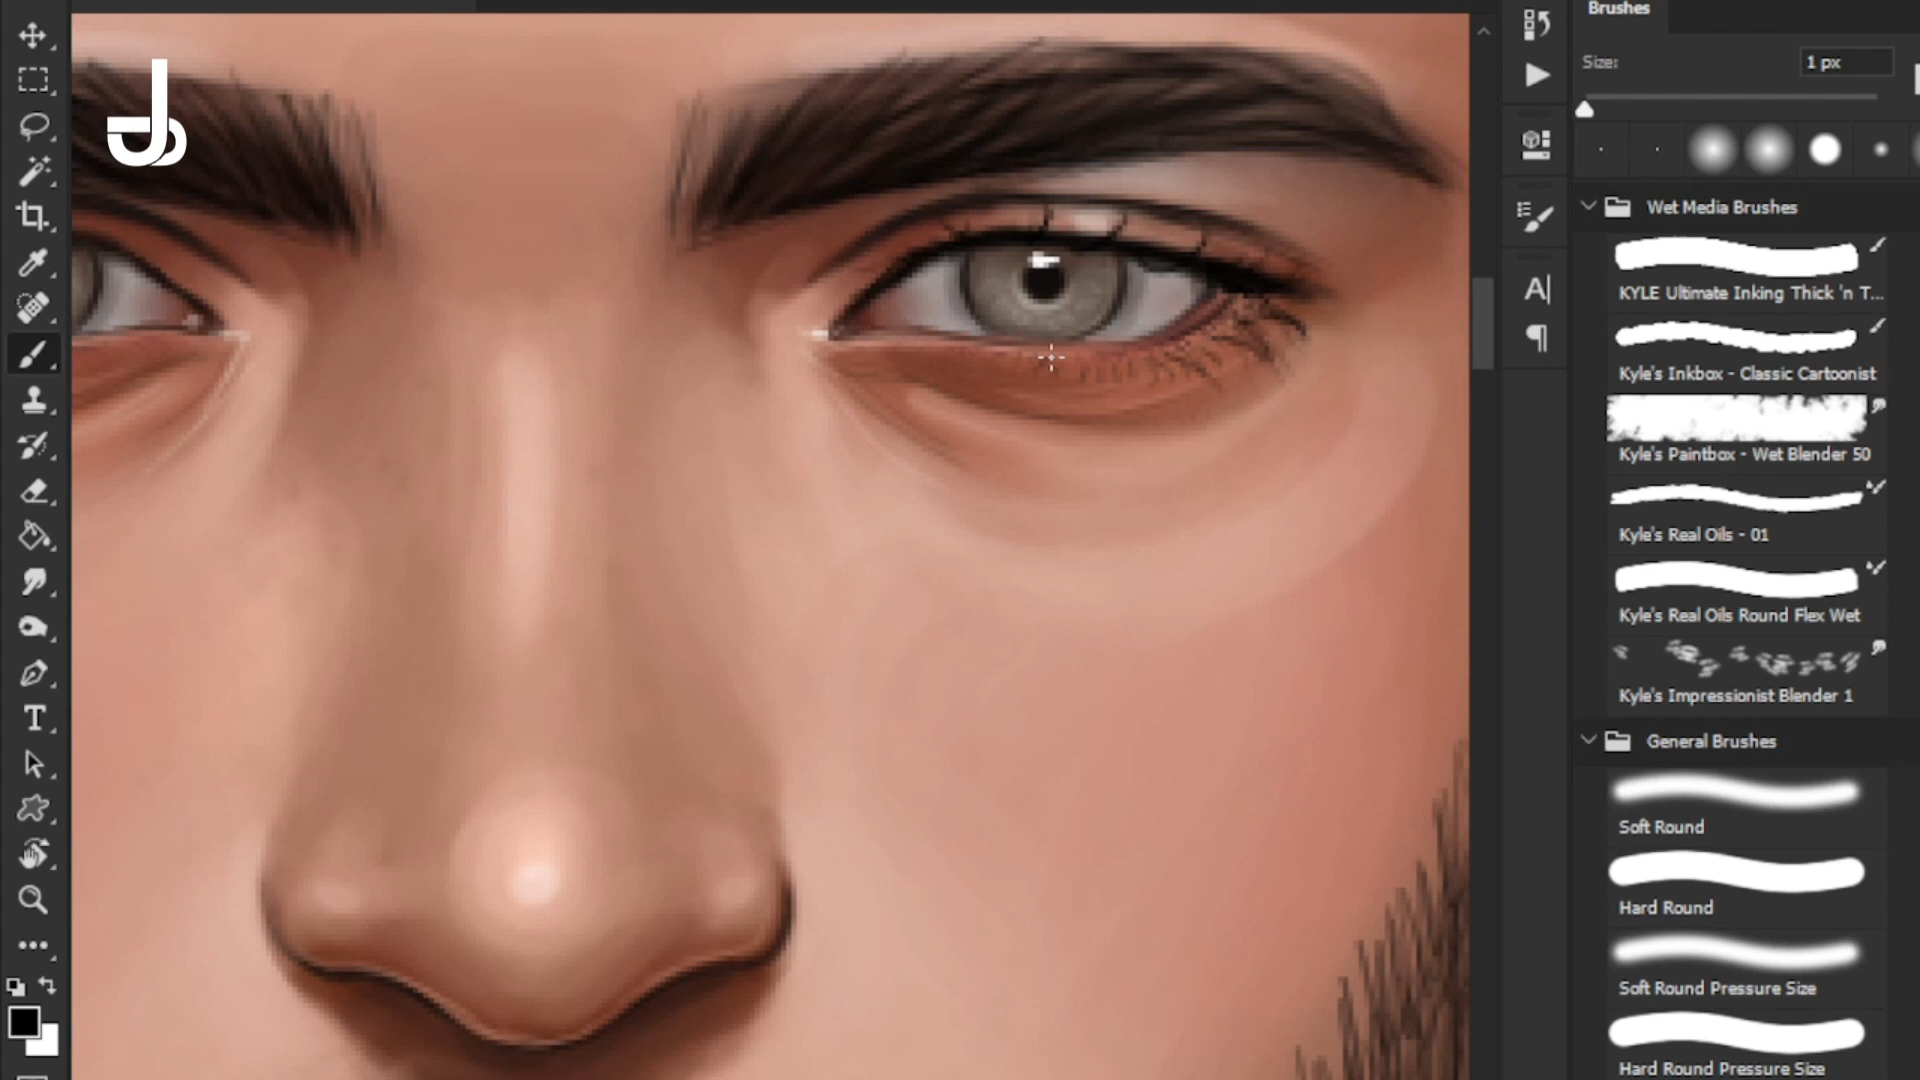 Brushes
Size:
1 px
Wet Media Brushes
KYLE Ultimate Inking Thick 'n T...
Kyle's Inkbox - Classic Cartoonist
Kyle's Paintbox - Wet Blender 50
Kyle's Real Oils - 01
Kyle's Real Oils Round Flex Wet
Kyle's Impressionist Blender 1
General Brushes
Soft Round
Hard Round
Soft Round Pressure Size
Hard Round Pressure Size